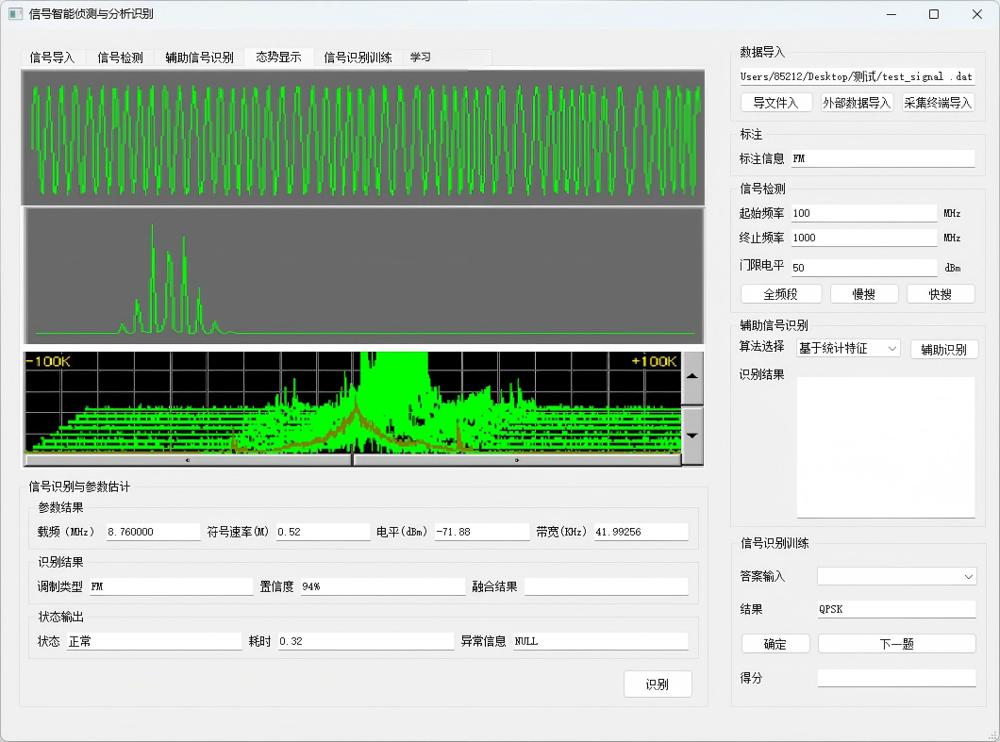 信号智能侦测与分析识别
信号导入 信号检测 辅助信号识别 态势显示 信号识别训练 学习
-100K +100K
信号识别与参数估计
参数结果
载频（MHz） 8.760000 符号速率(M) 0.52 电平(dBm) -71.88 带宽(KHz) 41.99256
识别结果
调制类型 FM 置信度 94% 融合结果
状态输出
状态 正常 耗时 0.32 异常信息 NULL
识别
数据导入
Users/85212/Desktop/测试/test_signal .dat
导文件入 外部数据导入 采集终端导入
标注
标注信息 FM
信号检测
起始频率 100 MHz
终止频率 1000 MHz
门限电平 50 dBm
全频段 慢搜 快搜
辅助信号识别
算法选择 基于统计特征 辅助识别
识别结果
信号识别训练
答案输入
结果 QPSK
确定 下一题
得分